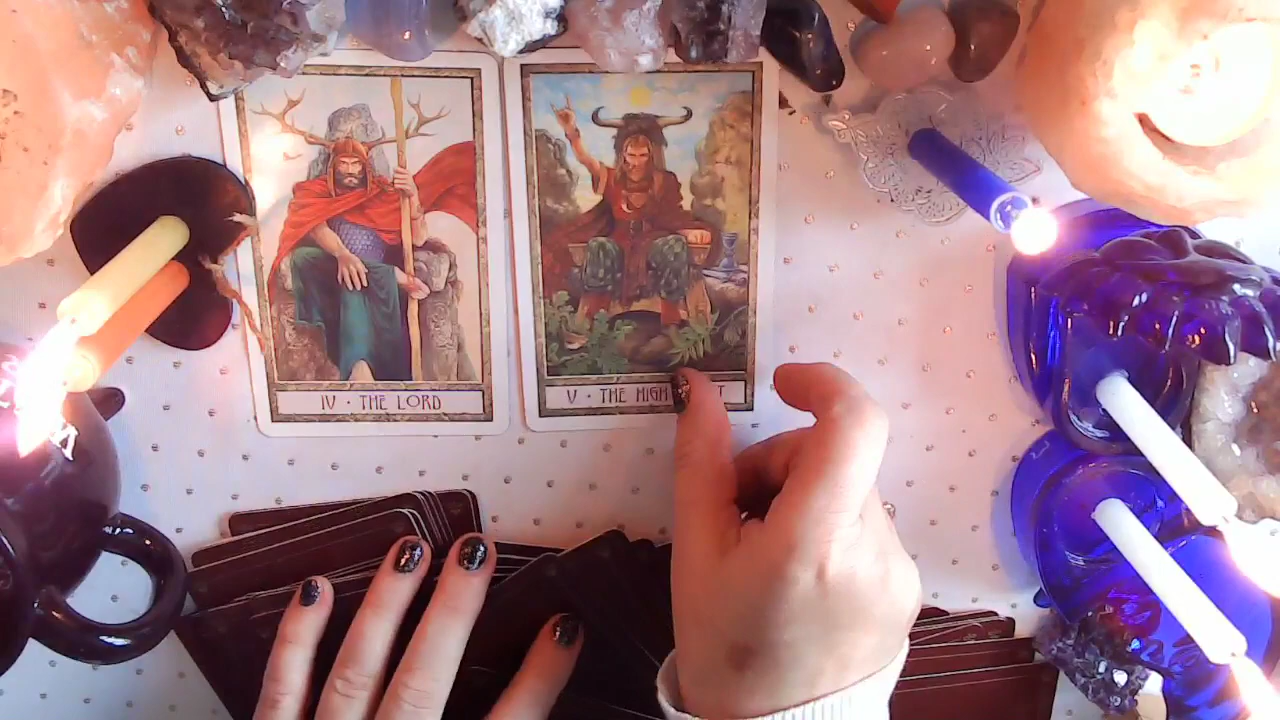 IV • THE LORD
V • THE HIGH